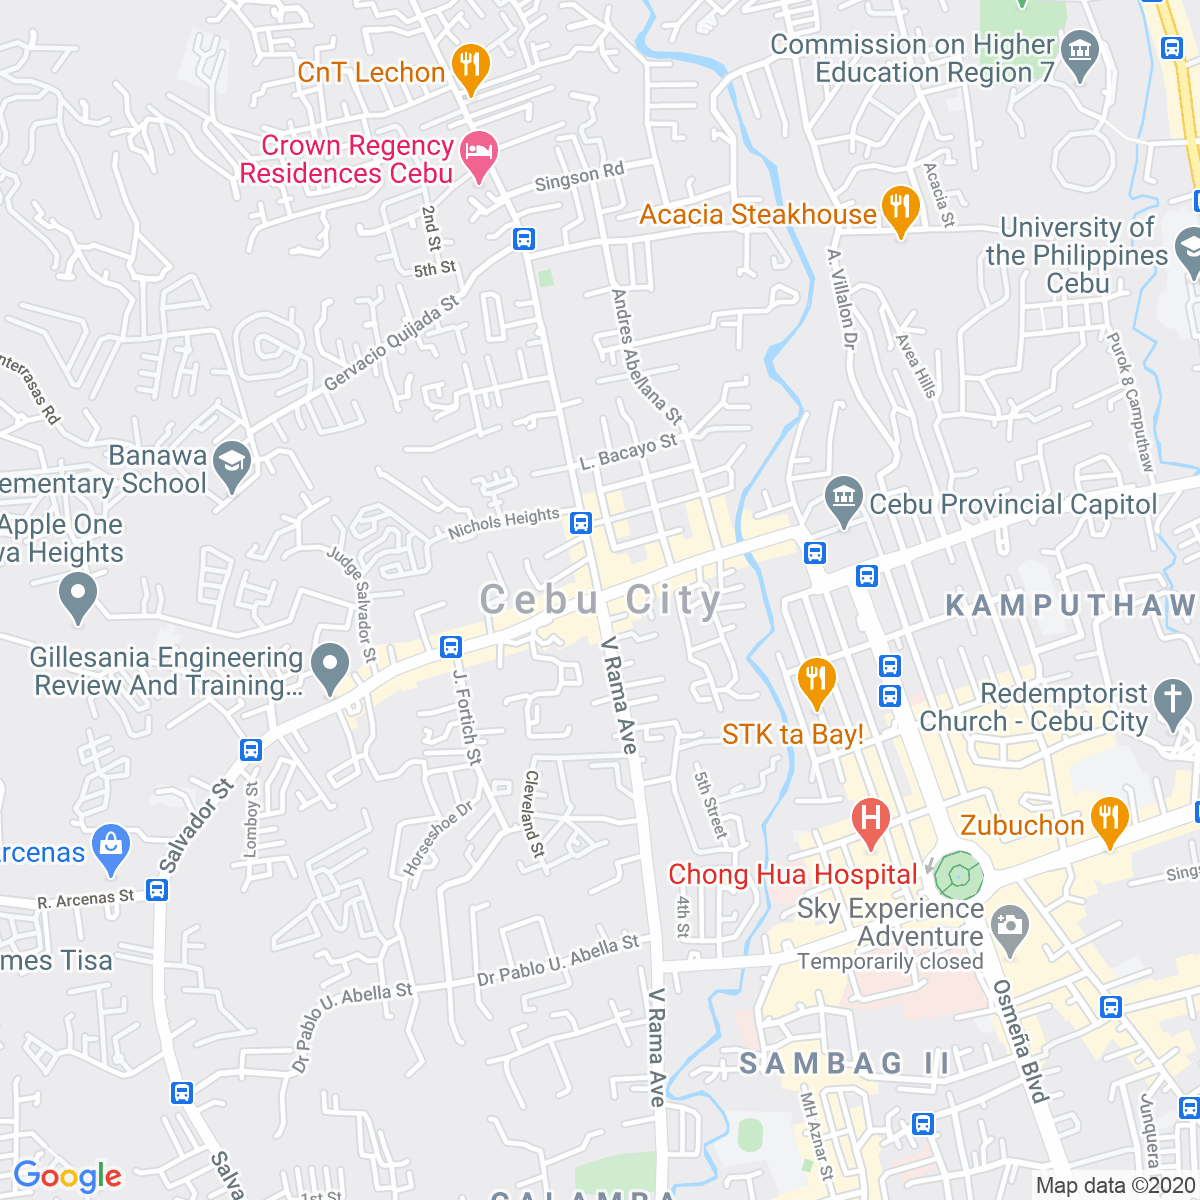 Commission on Higher
Education Region 7
CnT Lechon
Crown Regency
Residences Cebu
Singson Rd
Acacia St
Acacia Steakhouse
2nd St
University of
the Philippines
Cebu
5th St
A. Villalon Dr
Gervacio Quijada St
Andres Abellana St
Avea Hills
Purok 8 Camputhaw
nterrasas Rd
Banawa
ementary School
L. Bacayo St
Cebu Provincial Capitol
Apple One
wa Heights
Nichols Heights
Judge Salvador St
Cebu City
KAMPUTHAW
Gillesania Engineering
Review And Training...
J. Fortich St
V Rama Ave
Redemptorist
Church - Cebu City
STK ta Bay!
Salvador St
Lomboy St
Horseshoe Dr
Cleveland St
5th Street
Zubuchon
rcenas
H
Chong Hua Hospital
Sings
R. Arcenas St
4th St
Sky Experience
Adventure
Temporarily closed
mes Tisa
Dr Pablo U. Abella St
Dr Pablo U. Abella St
V Rama Ave
Osmeña Blvd
SAMBAG II
MH Aznar St
Junquera
Salva
1st St
CALAMBA
Google
Map data ©2020